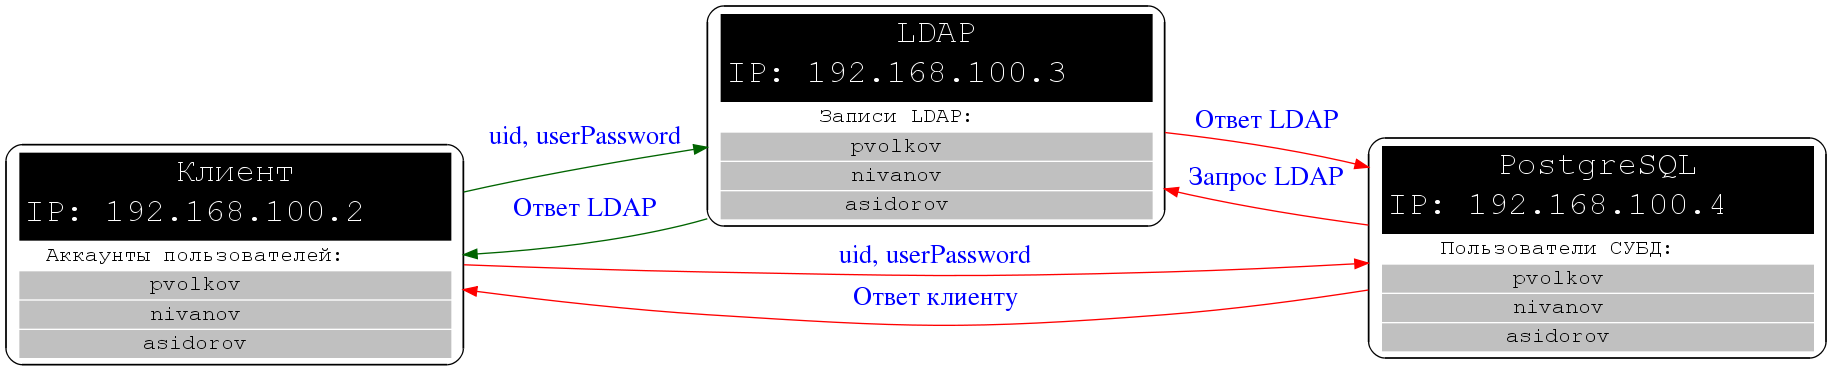 LDAP
IP: 192.168.100.3
Записи LDAP:
pvolkov
nivanov
asidorov
Клиент
IP: 192.168.100.2
Аккаунты пользователей:
pvolkov
nivanov
asidorov
PostgreSQL
IP: 192.168.100.4
Пользователи СУБД:
pvolkov
nivanov
asidorov
uid, userPassword
Ответ LDAP
Ответ LDAP
Запрос LDAP
uid, userPassword
Ответ клиенту